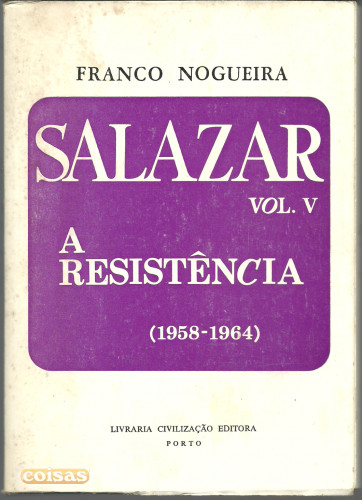 FRANCO NOGUEIRA
SALAZAR
VOL. V
A
RESISTÊNCIA
(1958-1964)
LIVRARIA CIVILIZAÇÃO EDITORA
PORTO
coisas